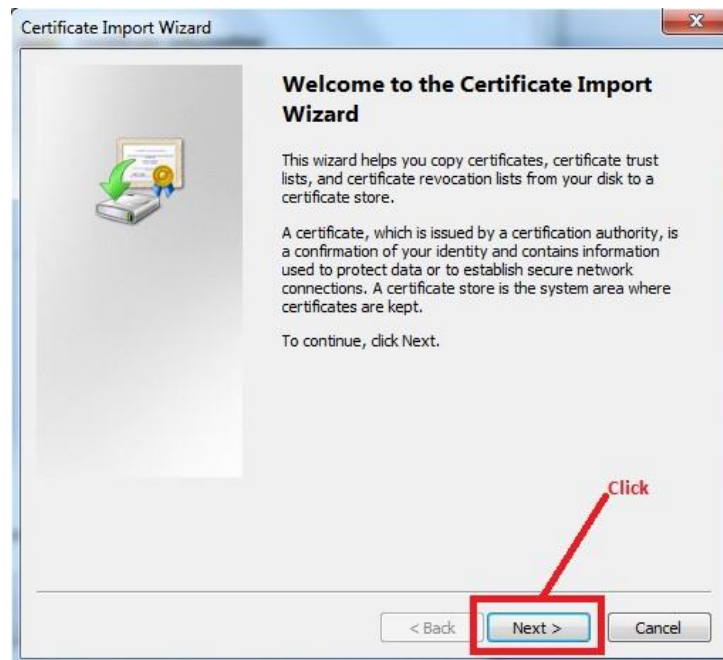 Certificate Import Wizard
x
Welcome to the Certificate Import
Wizard
This wizard helps you copy certificates, certificate trust
lists, and certificate revocation lists from your disk to a
certificate store.
A certificate, which is issued by a certification authority, is
a confirmation of your identity and contains information
used to protect data or to establish secure network
connections. A certificate store is the system area where
certificates are kept.
To continue, click Next.
Click
< Back Next > Cancel